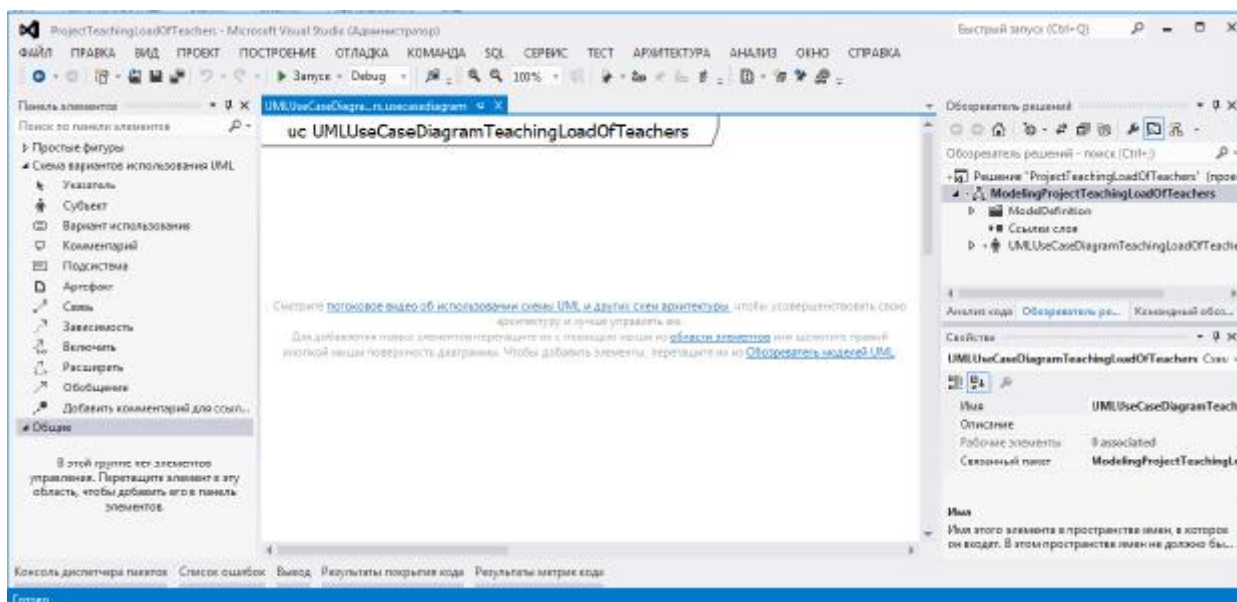 ProjectTeachingLoadOfTeachers - Microsoft Visual Studio (Администратор)
Быстрый запуск (Ctrl+Q)
ФАЙЛ ПРАВКА ВИД ПРОЕКТ ПОСТРОЕНИЕ ОТЛАДКА КОМАНДА SQL СЕРВИС ТЕСТ АРХИТЕКТУРА АНАЛИЗ ОКНО СПРАВКА
Запуск Debug 100%
Панель элементов
Поиск по панели элементов
Простые фигуры
Схема вариантов использования UML
Указатель
Субъект
Вариант использования
Комментарий
Подсистема
Артефакт
Связь
Зависимость
Включить
Расширить
Обобщение
Добавить комментарий для ссыл...
Общие
В этой группе нет элементов
управления. Перетащите элемент в эту
область, чтобы добавить его в панель
элементов.
UMLUseCaseDiagra...rs.usecasediagram
uc UMLUseCaseDiagramTeachingLoadOfTeachers
Смотрите потоковое видео об использовании схемы UML и других схем архитектуры, чтобы усовершенствовать свою
архитектуру и лучше управлять ею.
Для добавления новых элементов перетащите их с помощью мыши из области элементов или щелкните правой
кнопкой мыши поверхность диаграммы. Чтобы добавить элементы, перетащите их из Обозреватель моделей UML.
Обозреватель решений
Обозреватель решений - поиск (Ctrl+;)
Решение "ProjectTeachingLoadOfTeachers" (прое
ModelingProjectTeachingLoadOfTeachers
ModelDefinition
Ссылки слоя
UMLUseCaseDiagramTeachingLoadOfTeache
Анализ кода Обозреватель ре... Командный обоз...
Свойства
UMLUseCaseDiagramTeachingLoadOfTeachers Схем
Имя UMLUseCaseDiagramTeach
Описание
Рабочие элементы 0 associated
Связанный пакет ModelingProjectTeachingLo
Имя
Имя этого элемента в пространстве имен, в которое
он входит. В этом пространстве имен не должно бы...
Консоль диспетчера пакетов Список ошибок Вывод Результаты покрытия кода Результаты метрик кода
Готово